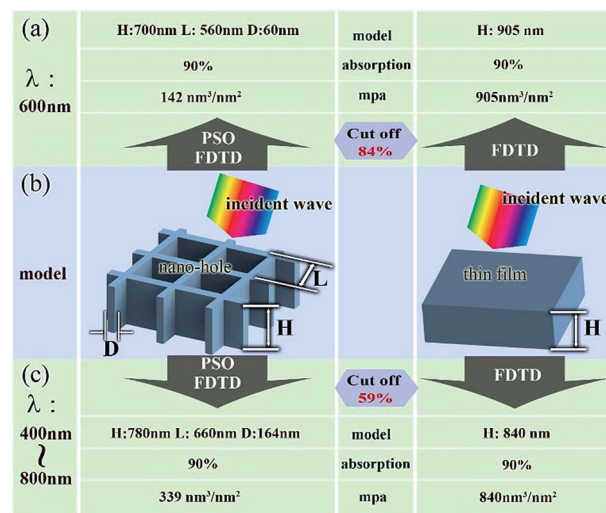 (a)
H:700nm L: 560nm D:60nm
model
H: 905 nm
λ :
90%
absorption
90%
600nm
142 nm³/nm²
mpa
905nm³/nm²
PSO
FDTD
Cut off
84%
FDTD
(b)
incident wave
incident wave
model
nano-hole
L
H
D
thin film
H
(c)
PSO
FDTD
Cut off
59%
FDTD
λ :
400nm
~
800nm
H:780nm L: 660nm D:164nm
model
H: 840 nm
90%
absorption
90%
339 nm³/nm²
mpa
840nm³/nm²